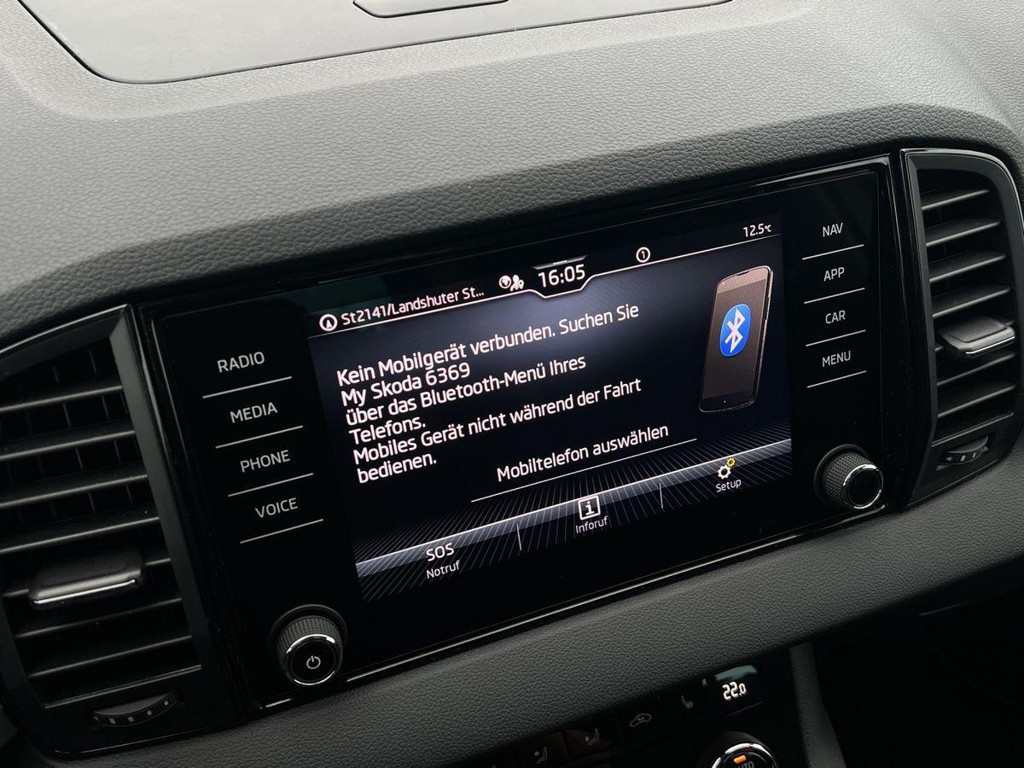 St2141/Landshuter St...
16:05
1
12.5°C
Kein Mobilgerät verbunden. Suchen Sie
My Skoda 6369
über das Bluetooth-Menü Ihres
Telefons.
Mobiles Gerät nicht während der Fahrt
bedienen.
Mobiltelefon auswählen
SOS
Notruf
i
Inforuf
Setup
RADIO
MEDIA
PHONE
VOICE
NAV
APP
CAR
MENU
22.0
AUTO